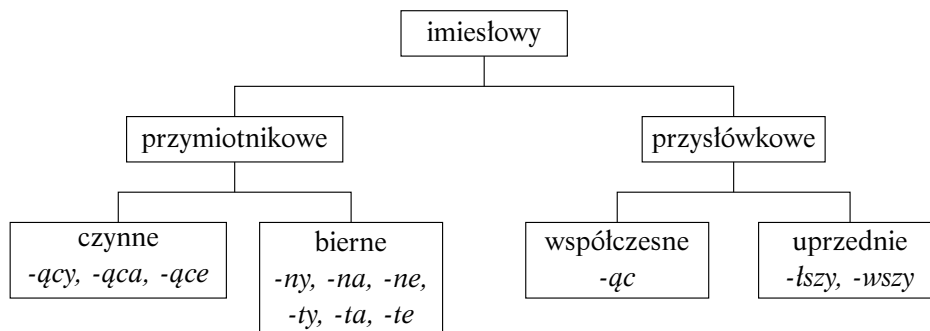 imiesłowy
przymiotnikowe
przysłówkowe
czynne
-ący, -ąca, -ące
bierne
-ny, -na, -ne,
-ty, -ta, -te
współczesne
-ąc
uprzednie
-łszy, -wszy